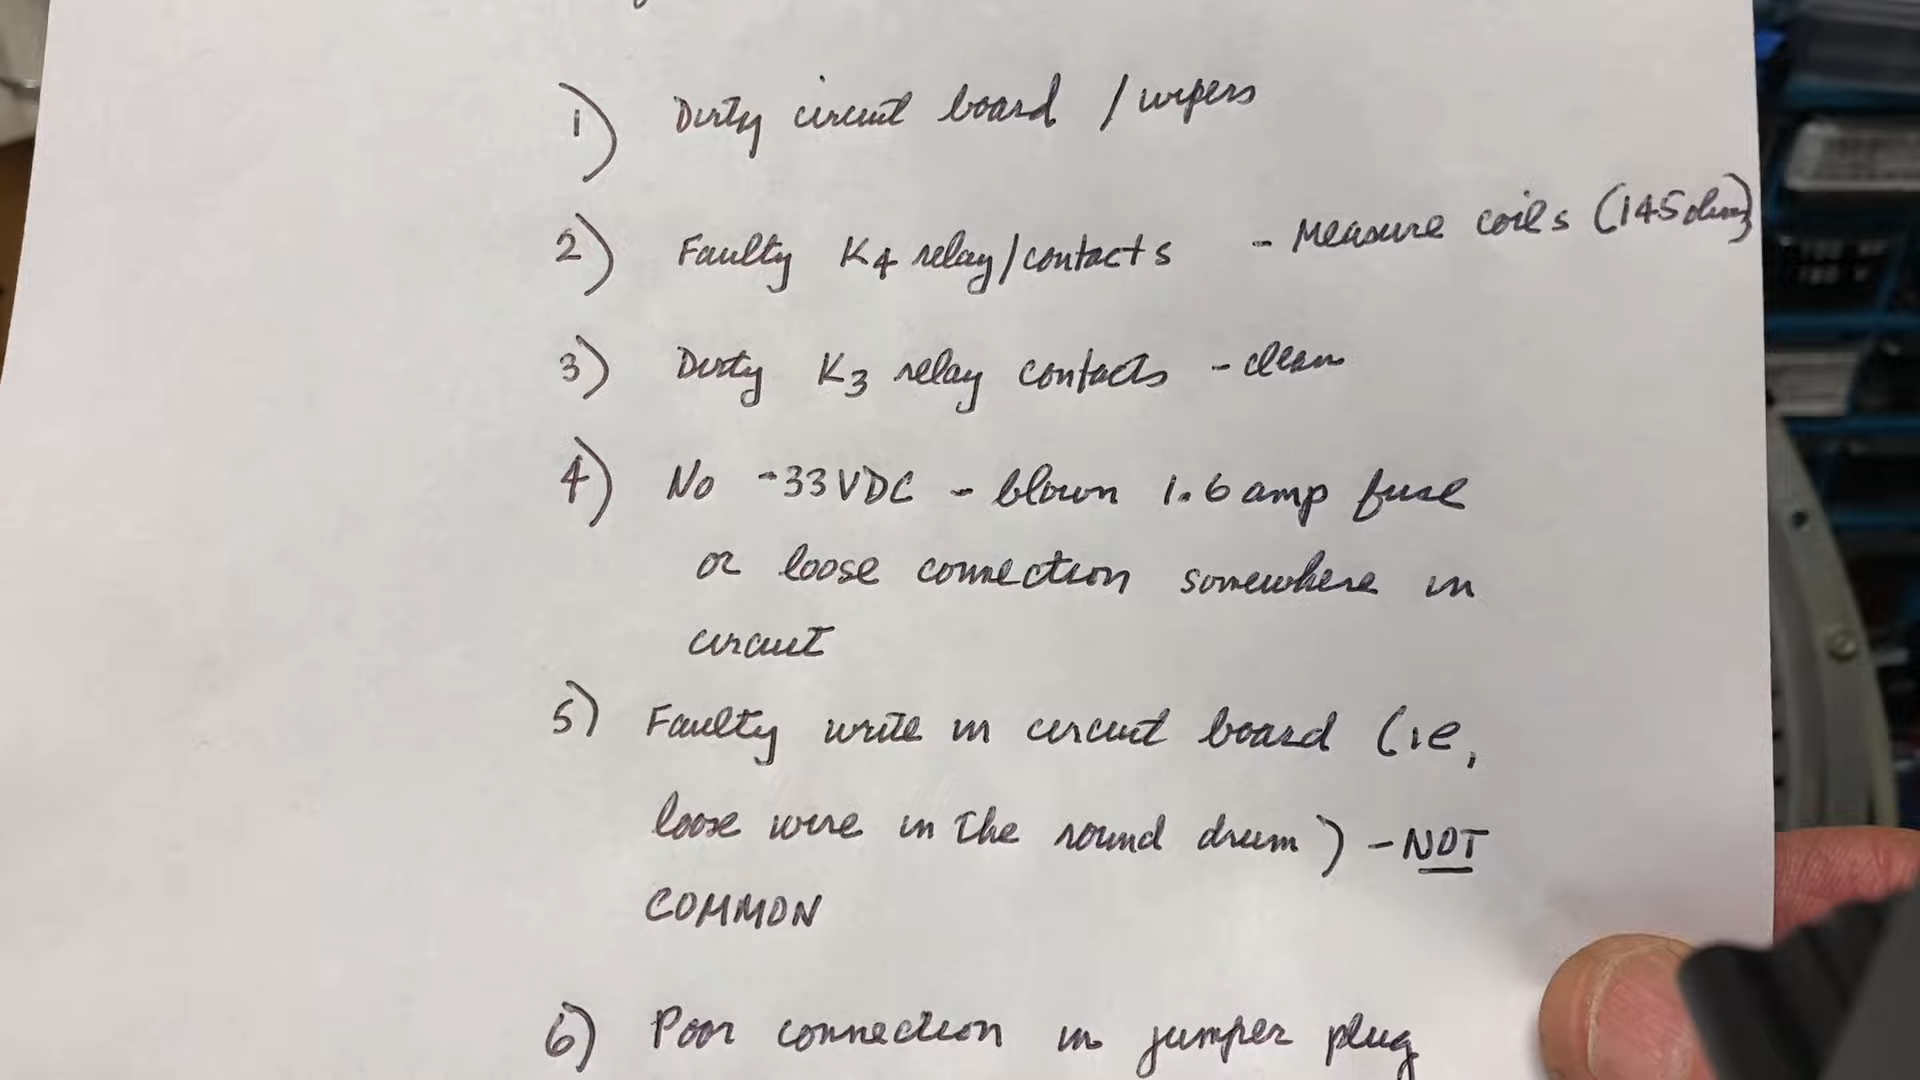 1) Dirty circuit board / wipers
2) Faulty K4 relay/contacts - Measure coils (145 ohms)
3) Dirty K3 relay contacts - clean
4) No -33VDC - blown 1.6 amp fuse
or loose connection somewhere in
circuit
5) Faulty write in circuit board (ie,
loose wire in the round drum) - NOT
COMMON
6) Poor connection in jumper plug